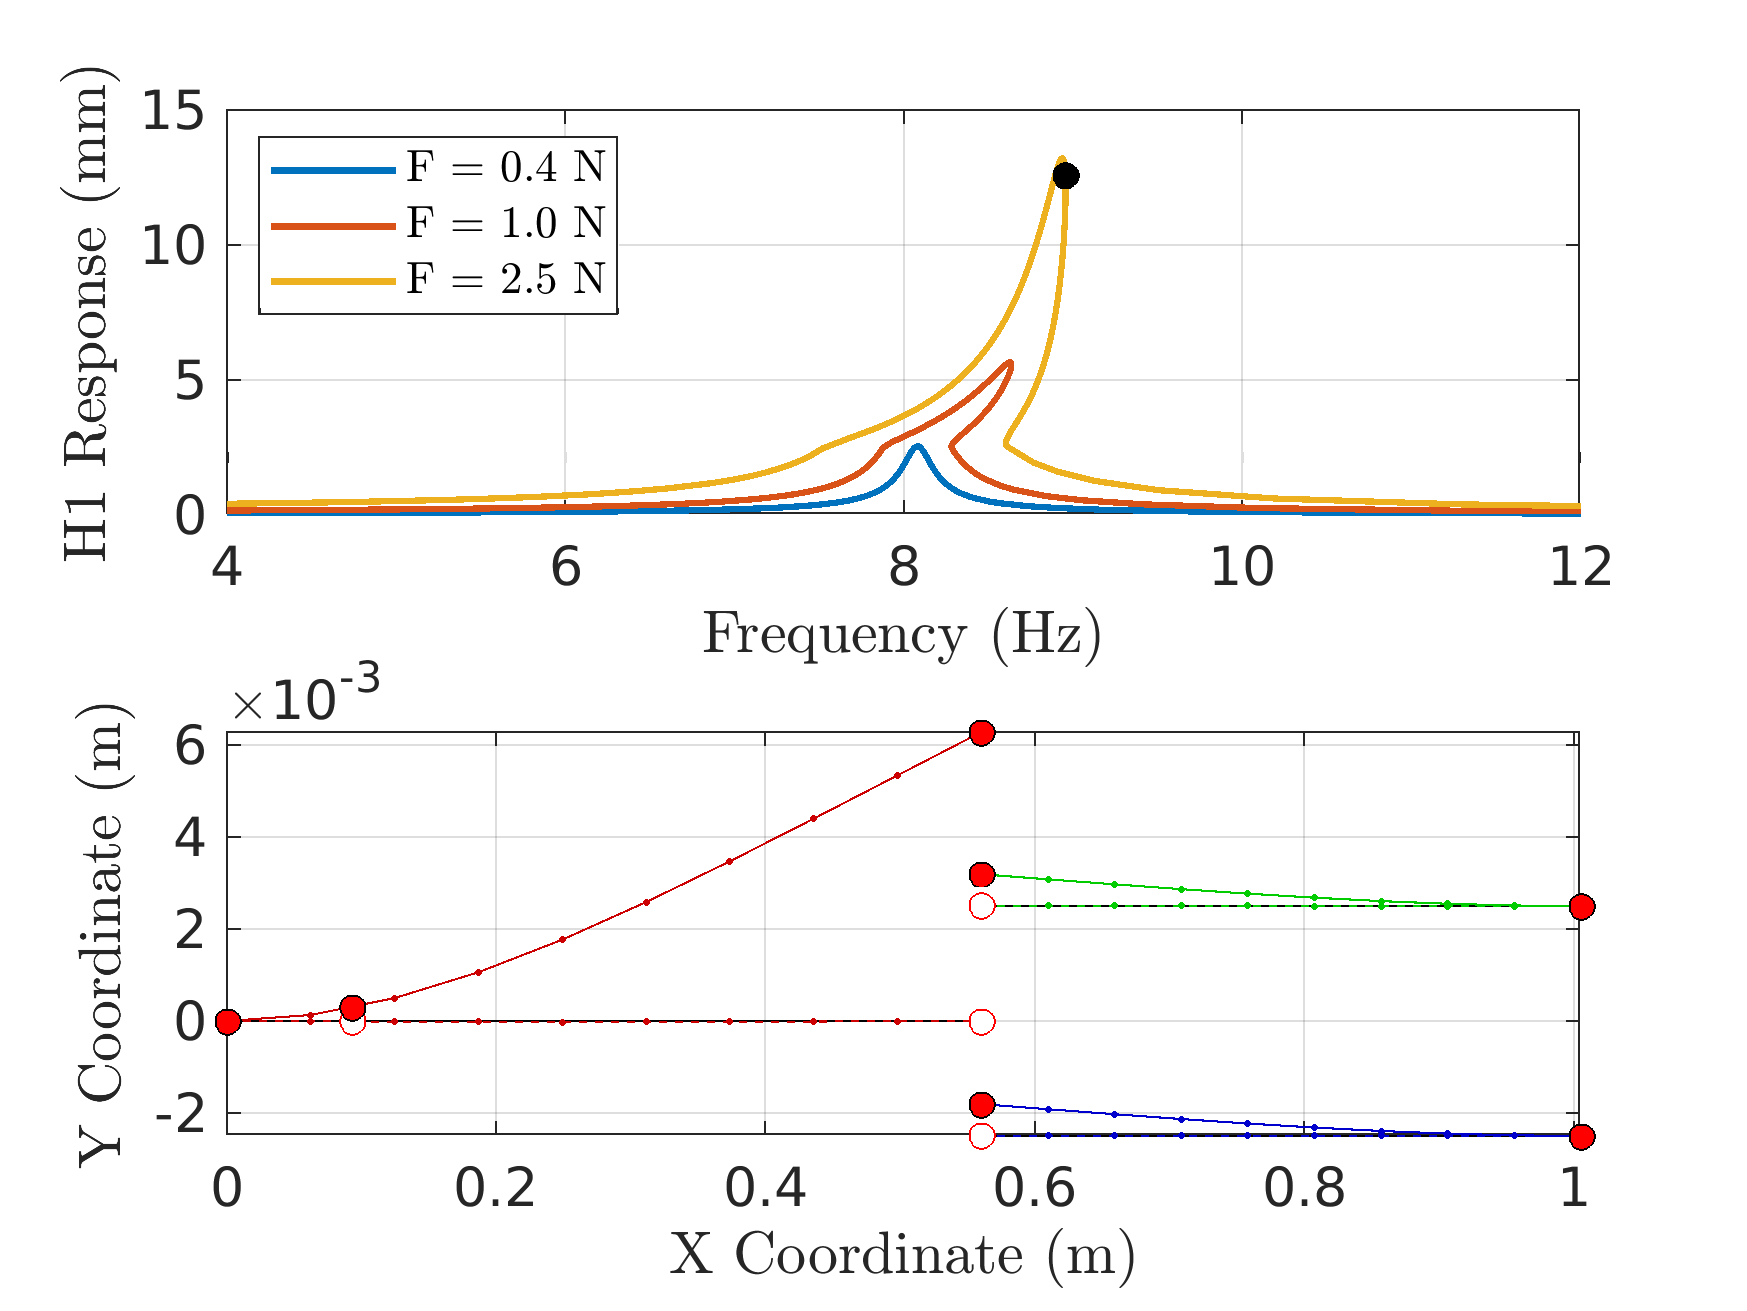 15
10
5
0
H1 Response (mm)
F = 0.4 N
F = 1.0 N
F = 2.5 N
4 6 8 10 12
Frequency (Hz)
×10-3
6
4
2
0
-2
Y Coordinate (m)
0 0.2 0.4 0.6 0.8 1
X Coordinate (m)